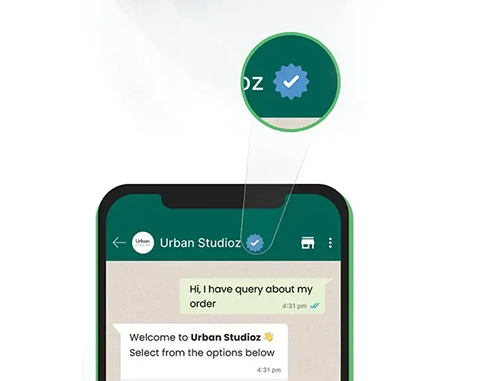 oz
Urban Studioz
Urban
Hi, I have query about my
order
4:31 pm
Welcome to Urban Studioz 👋
Select from the options below
4:31 pm